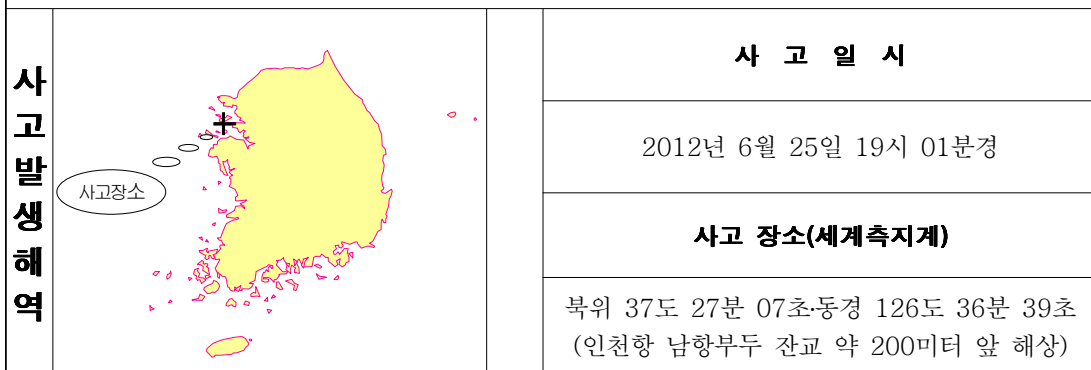 사고발생해역
사고장소
사 고 일 시
2012년 6월 25일 19시 01분경
사고 장소(세계측지계)
북위 37도 27분 07초·동경 126도 36분 39초
(인천항 남항부두 잔교 약 200미터 앞 해상)